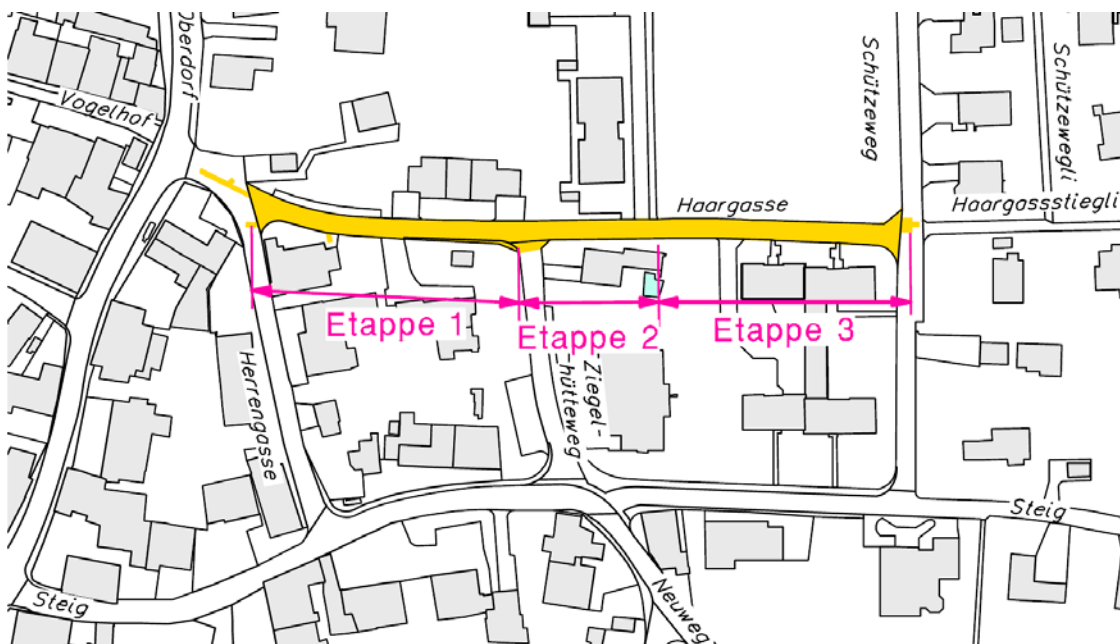 Oberdorf
Vogelhof
Schützeweg
Schützewegli
Haargasse
Haargassstiegli
Etappe 1
Etappe 2
Etappe 3
Herrengasse
Ziegel-
hütteweg
Steig
Steig
Neuweg